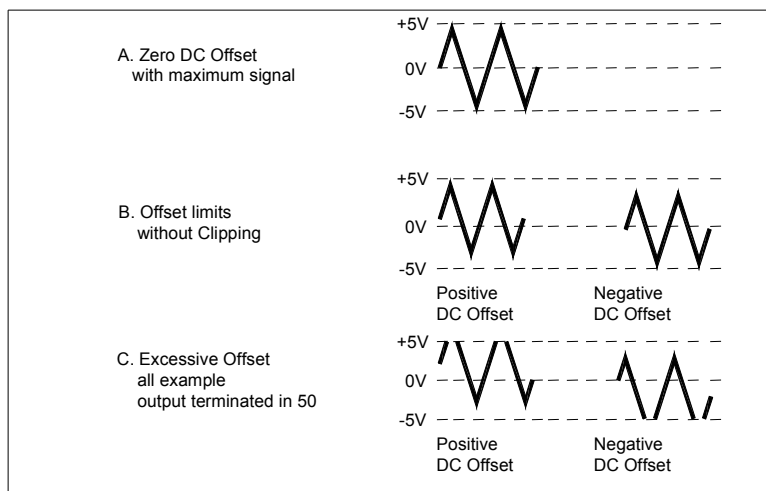 A. Zero DC Offset
with maximum signal
+5V
0V
-5V
B. Offset limits
without Clipping
+5V
0V
-5V
Positive
DC Offset
Negative
DC Offset
C. Excessive Offset
all example
output terminated in 50
+5V
0V
-5V
Positive
DC Offset
Negative
DC Offset